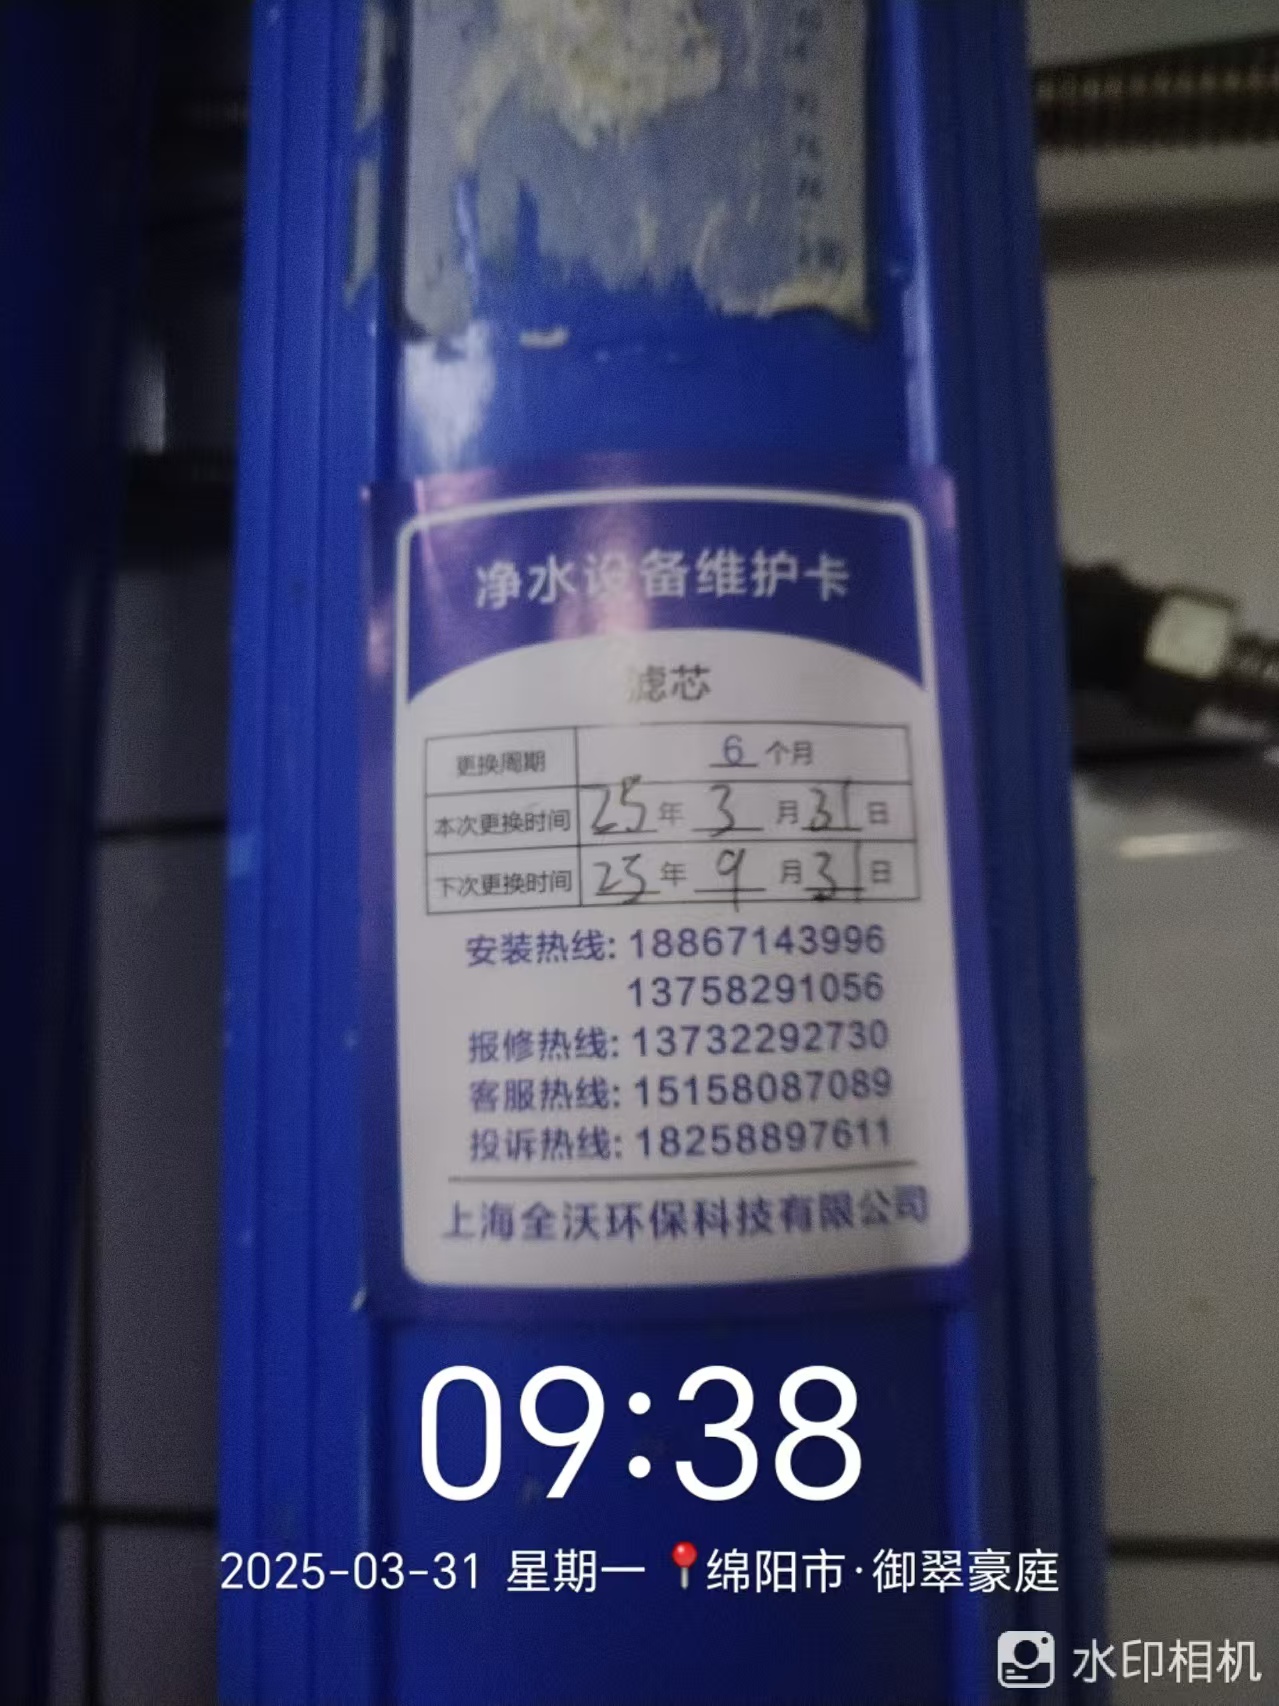 净水设备维护卡
滤芯
更换周期 6 个月
本次更换时间 25 年 3 月 31 日
下次更换时间 25 年 9 月 31 日
安装热线: 18867143996
13758291056
报修热线: 13732292730
客服热线: 15158087089
投诉热线: 18258897611
上海全沃环保科技有限公司
09:38
2025-03-31 星期一 绵阳市·御翠豪庭
水印相机